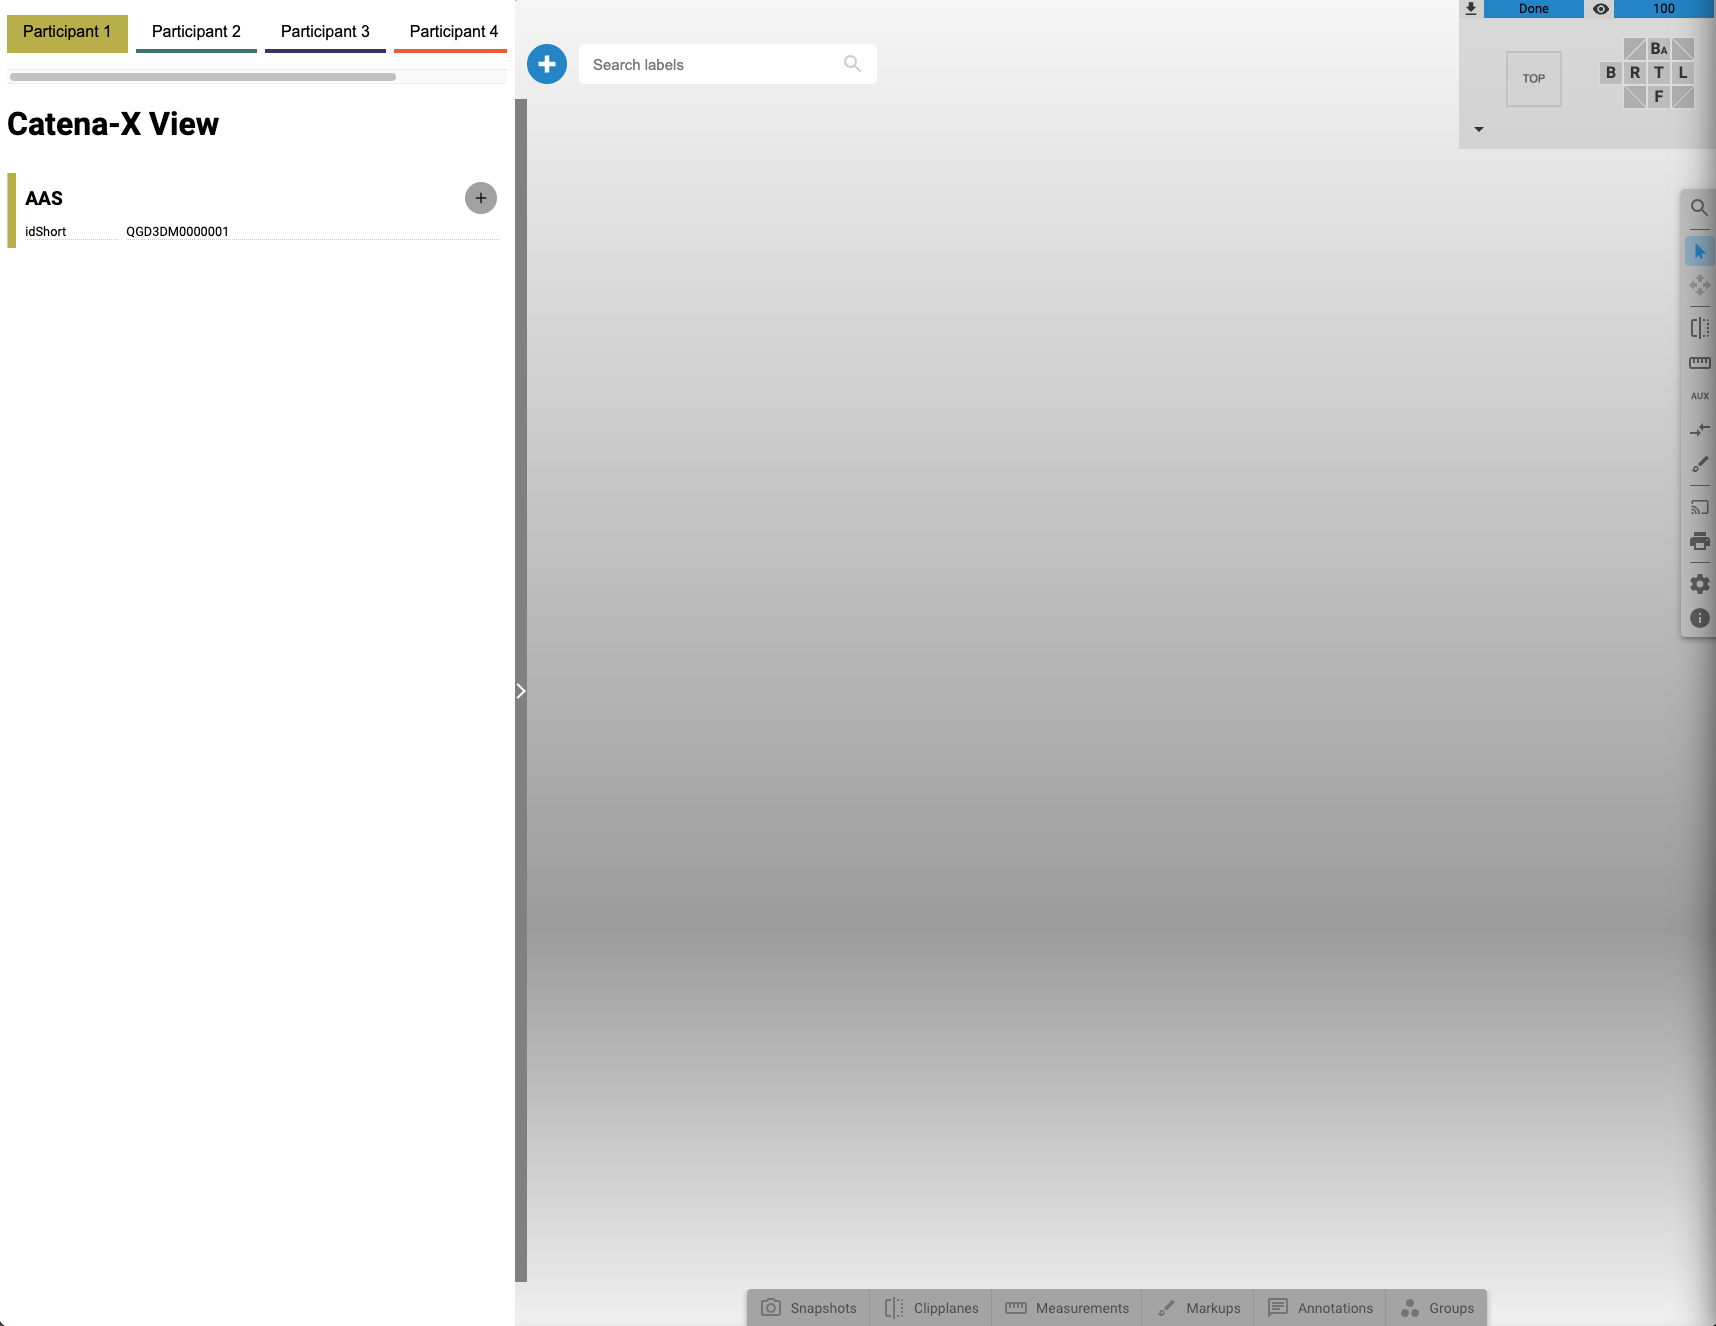 Participant 1 Participant 2 Participant 3 Participant 4
Catena-X View
AAS
idShort QGD3DM0000001
Search labels
Done 100
TOP
BA
B R T L
F
AUX
Snapshots Clipplanes Measurements Markups Annotations Groups